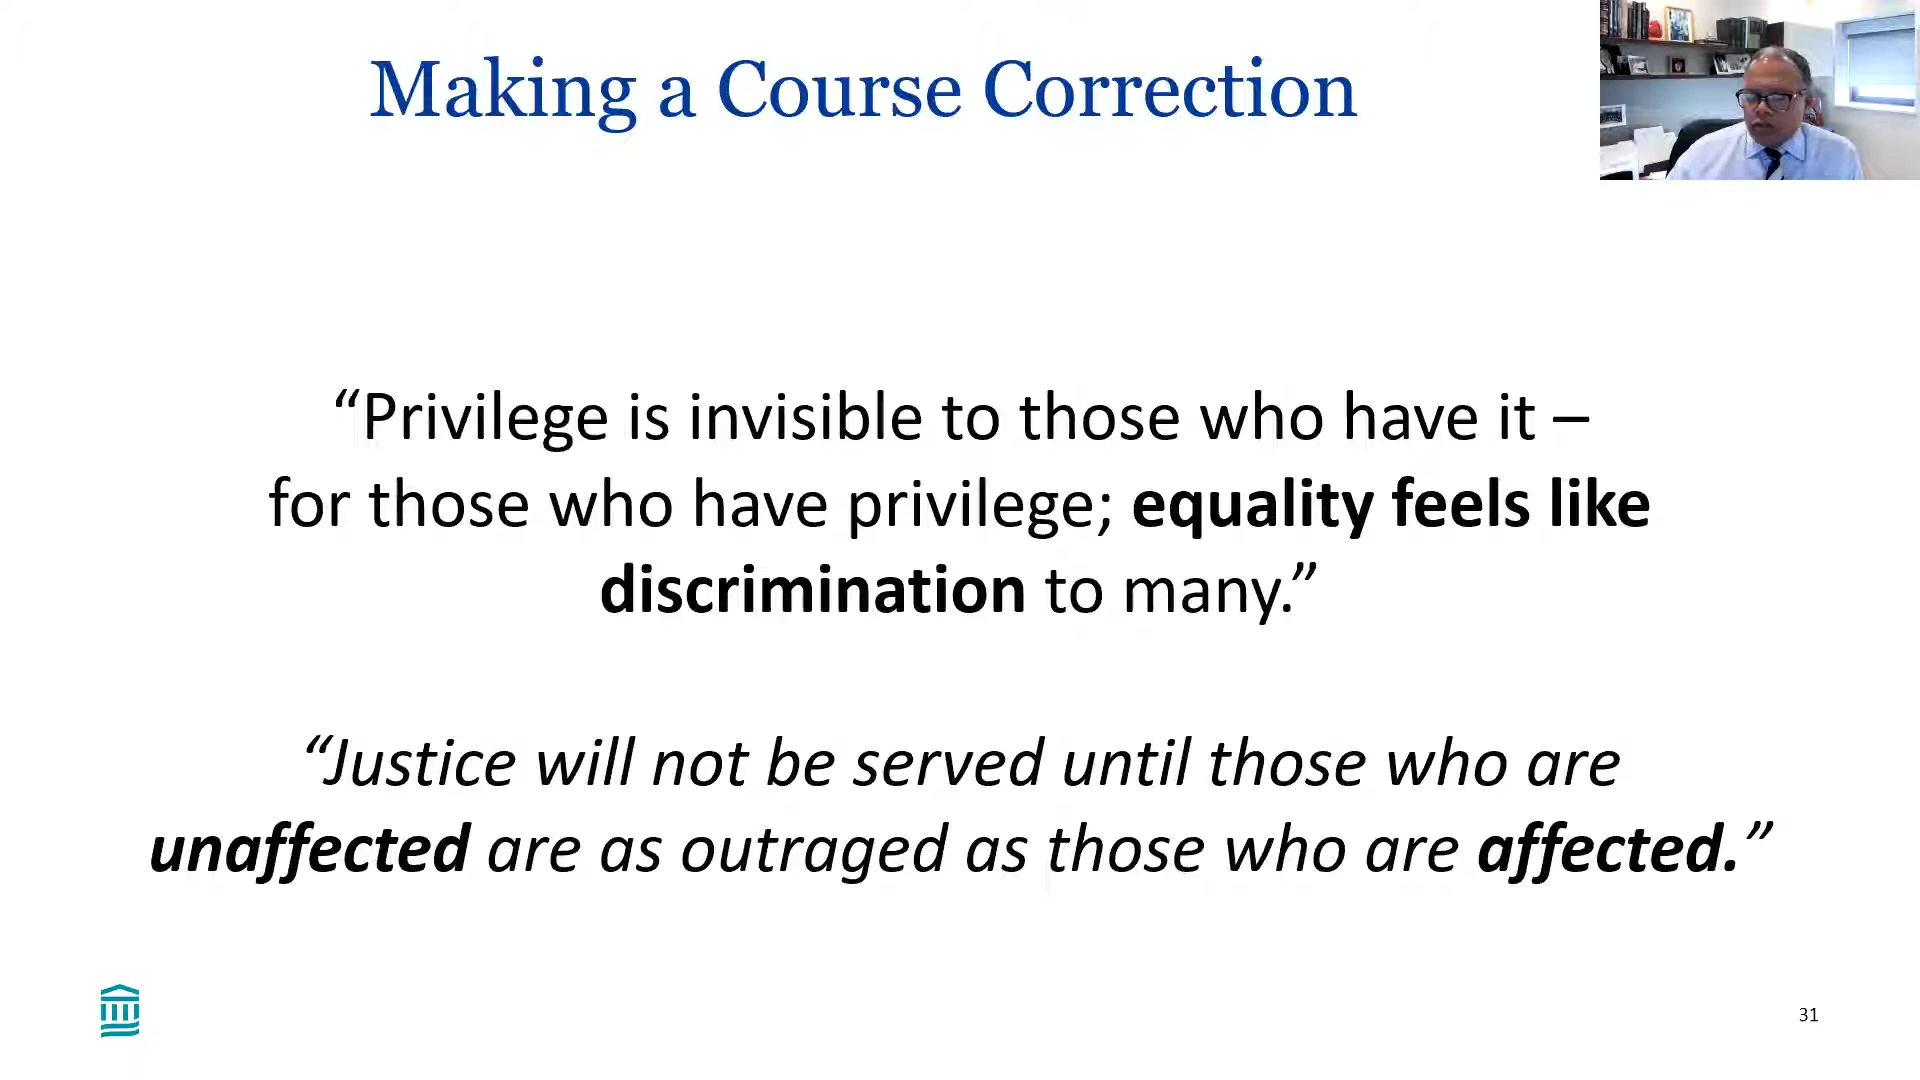 Making a Course Correction
“Privilege is invisible to those who have it –
for those who have privilege; equality feels like
discrimination to many.”
“Justice will not be served until those who are
unaffected are as outraged as those who are affected.”
31